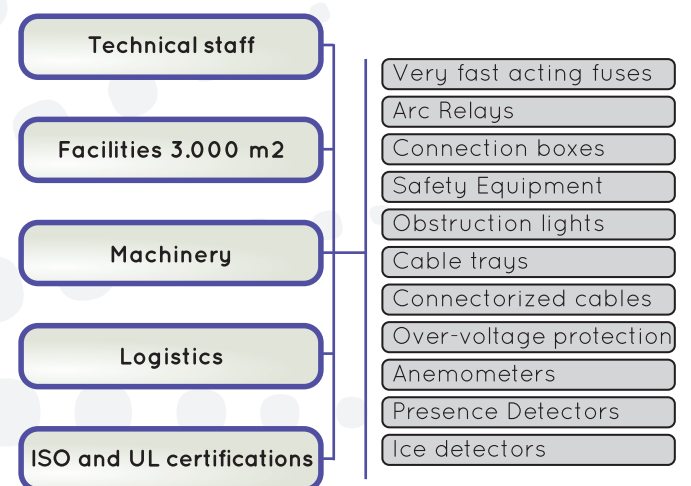 Technical staff
Facilities 3.000 m2
Machinery
Logistics
ISO and UL certifications
Very fast acting fuses
Arc Relays
Connection boxes
Safety Equipment
Obstruction lights
Cable trays
Connectorized cables
Over-voltage protection
Anemometers
Presence Detectors
Ice detectors